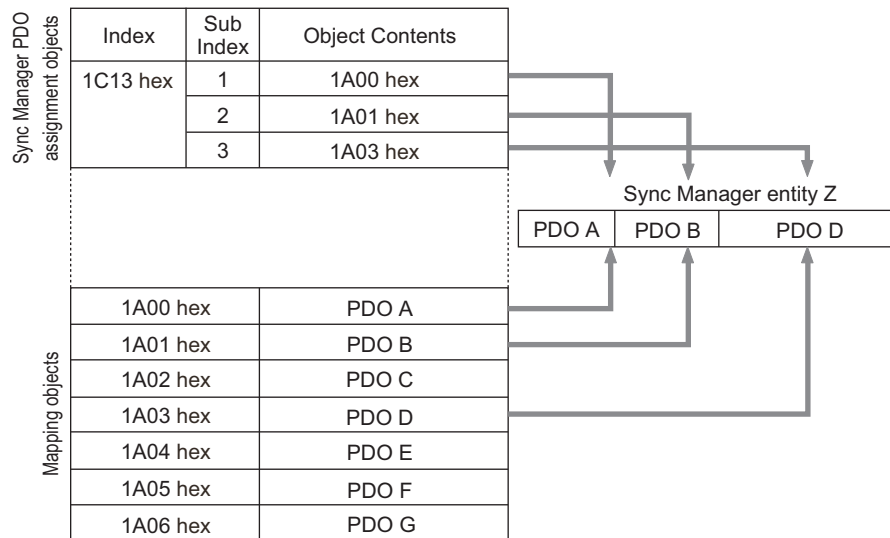 Sync Manager PDO
assignment objects
Index Sub Index Object Contents
1C13 hex 1 1A00 hex
2 1A01 hex
3 1A03 hex
Sync Manager entity Z
PDO A PDO B PDO D
Mapping objects
1A00 hex PDO A
1A01 hex PDO B
1A02 hex PDO C
1A03 hex PDO D
1A04 hex PDO E
1A05 hex PDO F
1A06 hex PDO G